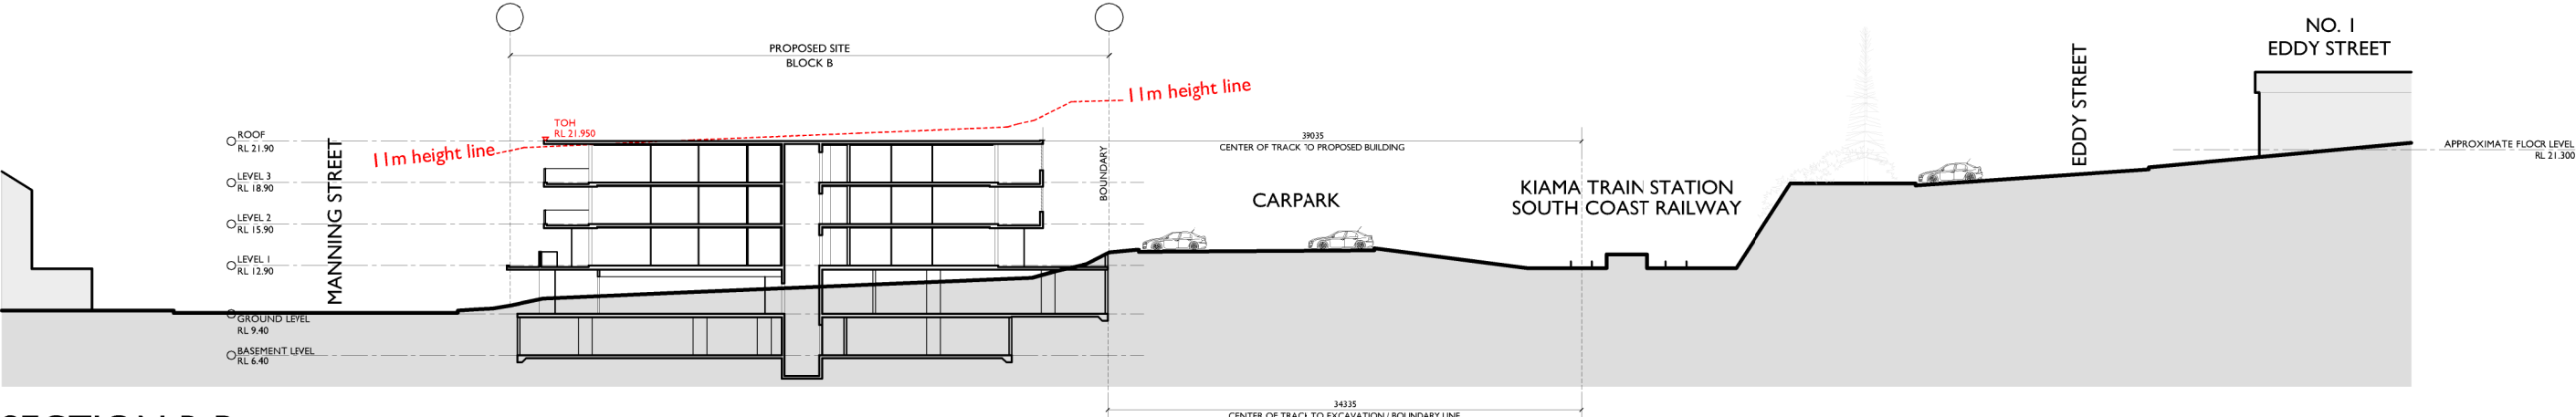 NO. 1
EDDY STREET
EDDY STREET
PROPOSED SITE
BLOCK B
11m height line
TOH
RL 21.950
ROOF
RL 21.90
11m height line
39035
CENTER OF TRACK TO PROPOSED BUILDING
APPROXIMATE FLOOR LEVEL
RL 21.300
MANNING STREET
BOUNDARY
LEVEL 3
RL 18.90
CARPARK
KIAMA TRAIN STATION
SOUTH COAST RAILWAY
LEVEL 2
RL 15.90
LEVEL 1
RL 12.90
GROUND LEVEL
RL 9.40
BASEMENT LEVEL
RL 6.40
34335
CENTER OF TRACK TO EXCAVATION / BOUNDARY LINE